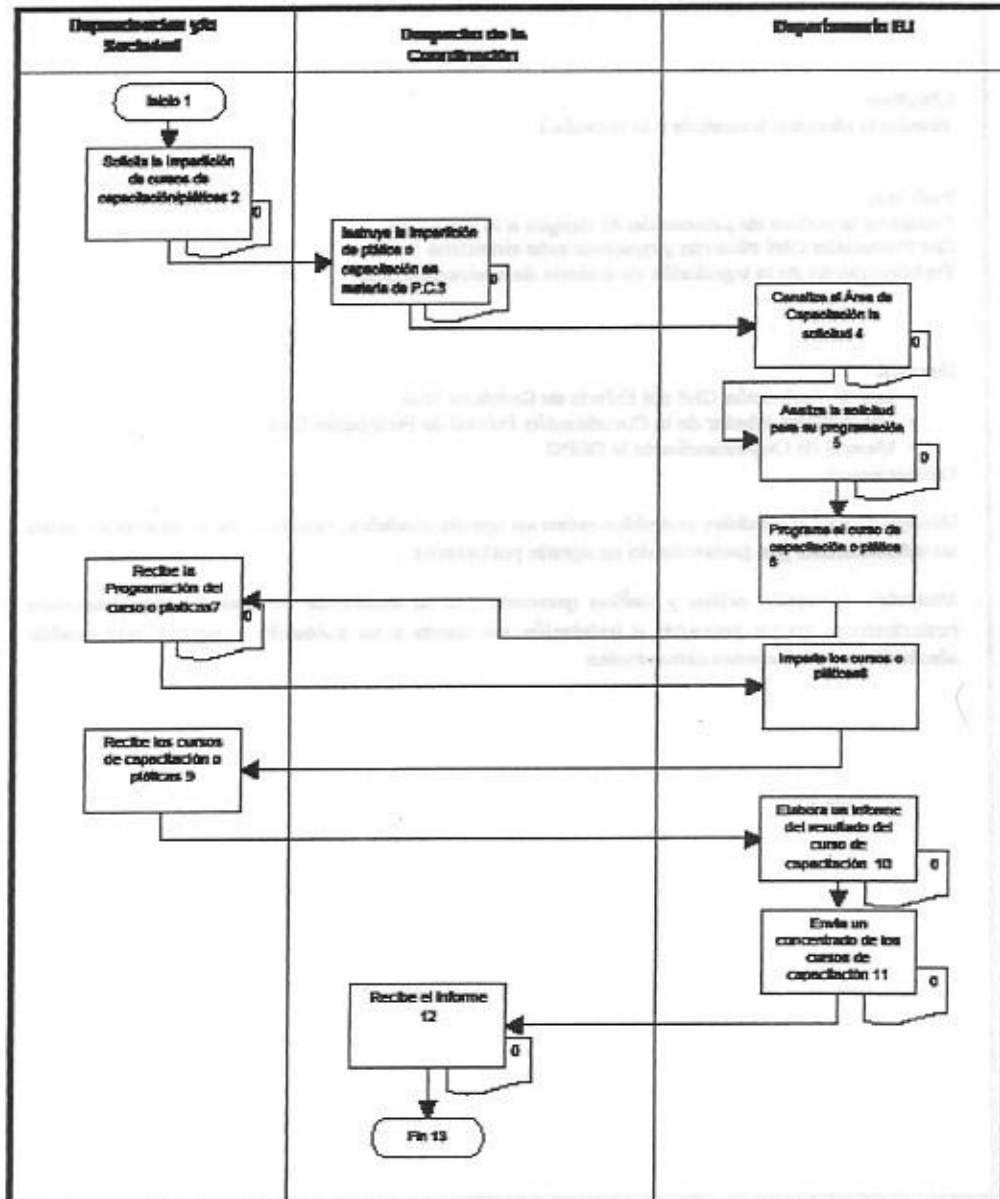 Dependencias y/o
Sociedad
Despacho de la
Coordinación
Departamento E.I
Inicio 1
Solicita la impartición
de cursos de
capacitación/pláticas 2
0
Instruye la impartición
de plática o
capacitación en
materia de P.C.3
0
Canaliza al Área de
Capacitación la
solicitud 4
0
Analiza la solicitud
para su programación
5
0
Programa el curso de
capacitación o plática
6
Recibe la
Programación del
curso o platicas7
0
Imparte los cursos o
pláticas8
Recibe los cursos
de capacitación o
pláticas 9
Elabora un informe
del resultado del
curso de
capacitación 10
0
Envía un
concentrado de los
cursos de
capacitación 11
0
Recibe el informe
12
0
Fin 13